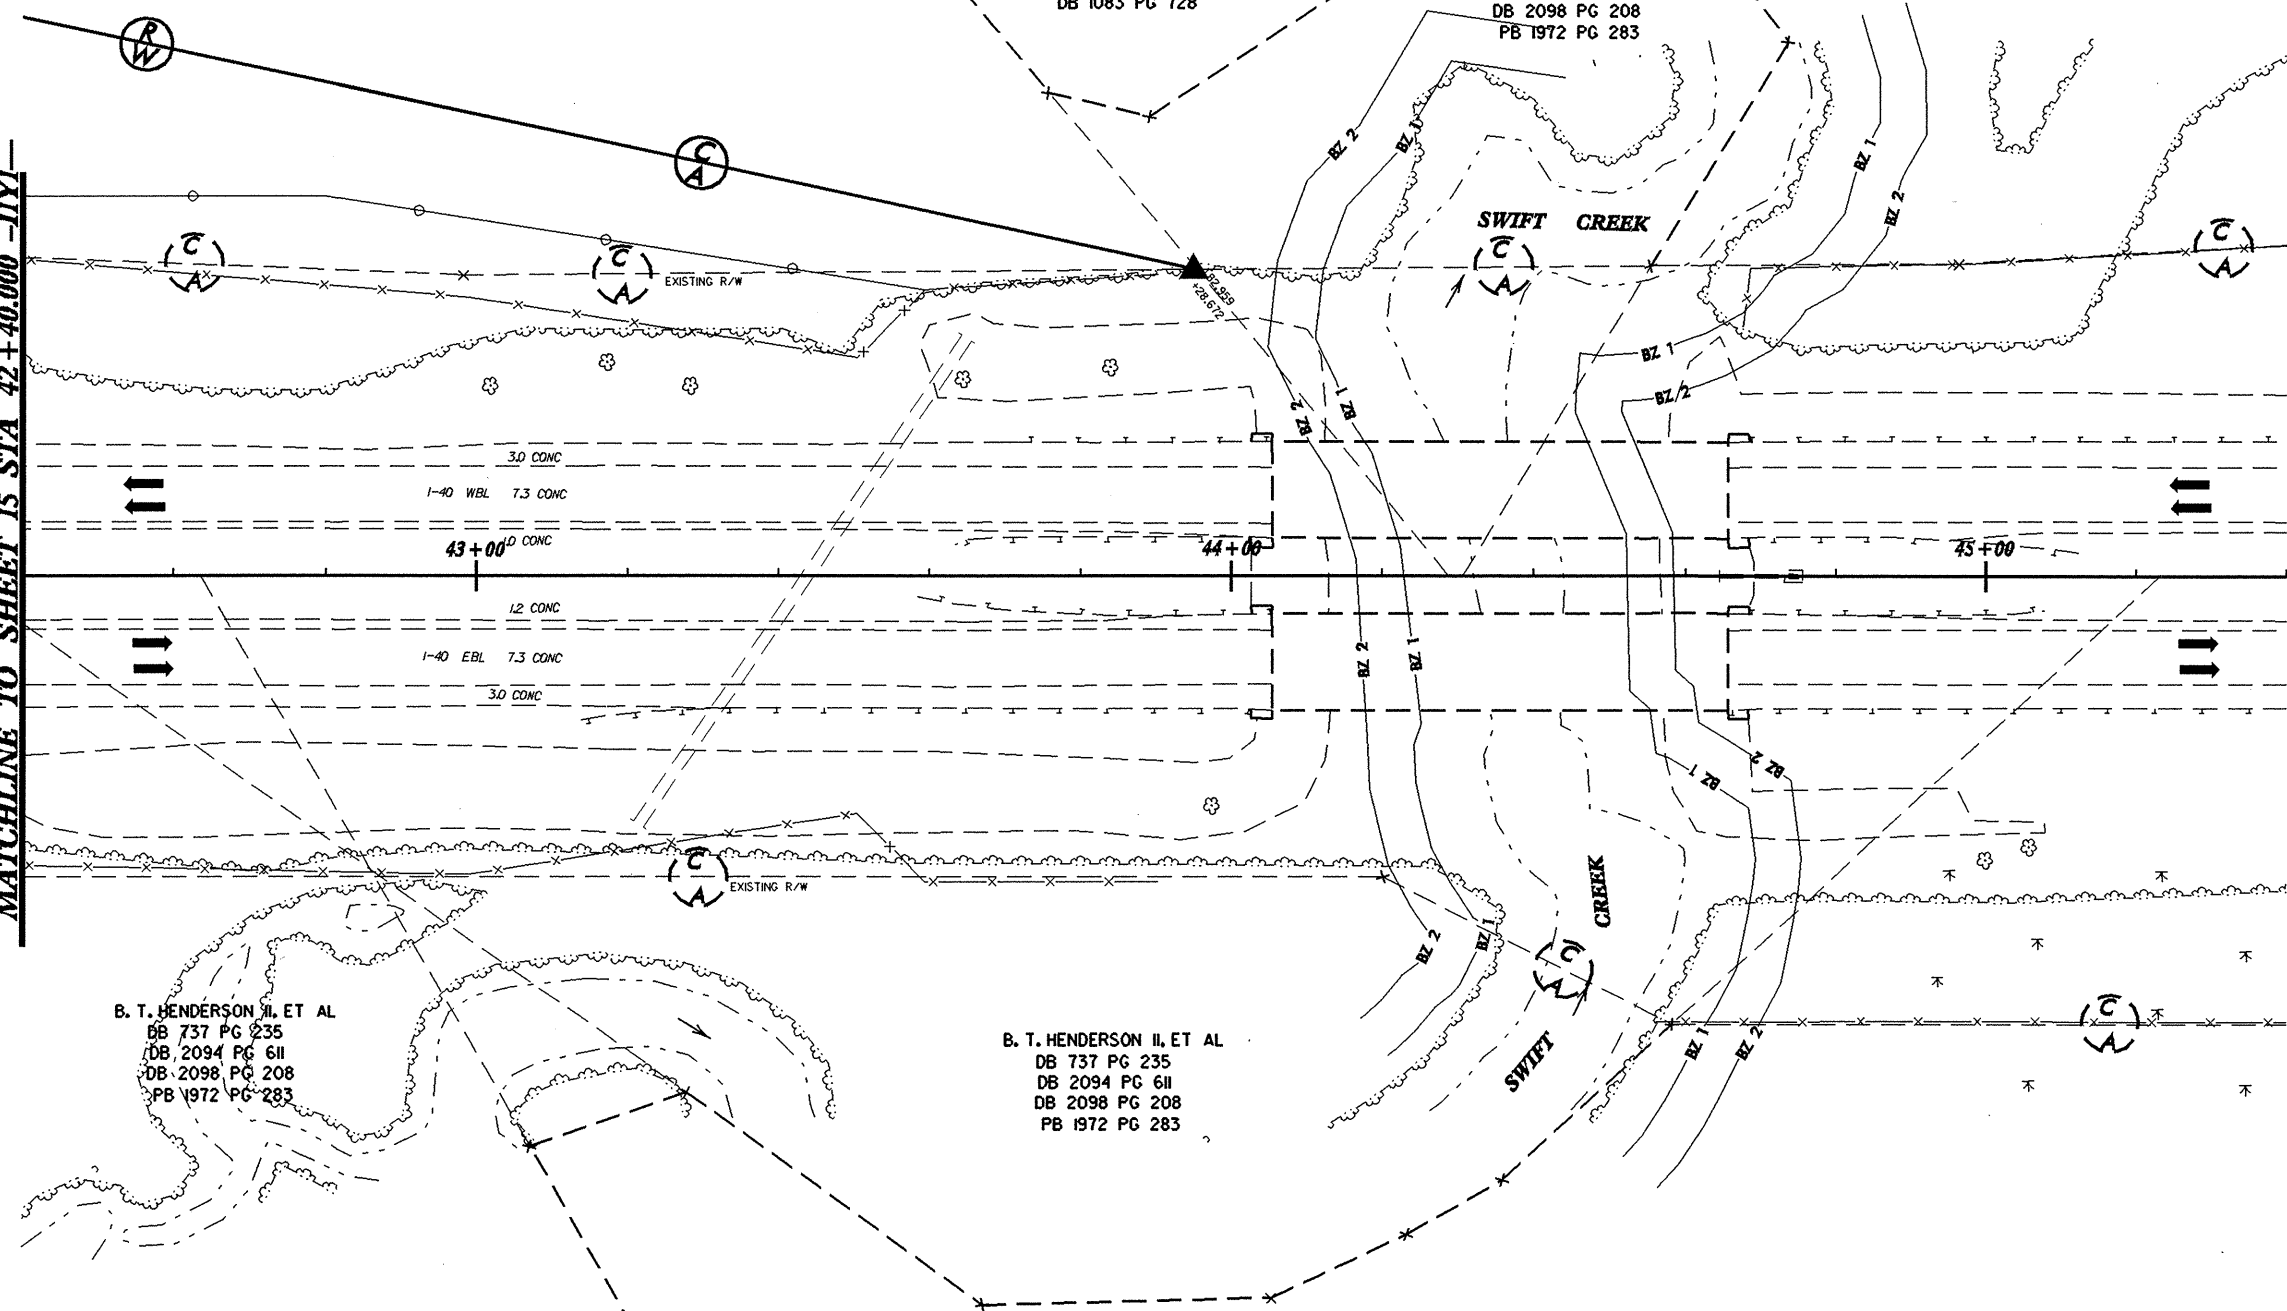 DB 1083 PG 728
DB 2098 PG 208
PB 1972 PG 283
R
W
C
A
MATCHLINE TO SHEET 15 STA 42+40.000 -L1Y1-
SWIFT CREEK
BZ 2
BZ 1
BZ 1
BZ 2
C
A
C
A
EXISTING R/W
C
A
C
A
+28.672
BZ 1
BZ 2
BZ 2
BZ 1
3.0 CONC
I-40 WBL 7.3 CONC
43+00
1.0 CONC
44+00
45+00
1.2 CONC
I-40 EBL 7.3 CONC
3.0 CONC
BZ 2
BZ 1
BZ 1
BZ 2
C
A
EXISTING R/W
SWIFT CREEK
BZ 2
BZ 1
C
A
C
A
BZ 1
BZ 2
B. T. HENDERSON II, ET AL
DB 737 PG 235
DB 2094 PG 611
DB 2098 PG 208
PB 1972 PG 283
B. T. HENDERSON II, ET AL
DB 737 PG 235
DB 2094 PG 611
DB 2098 PG 208
PB 1972 PG 283